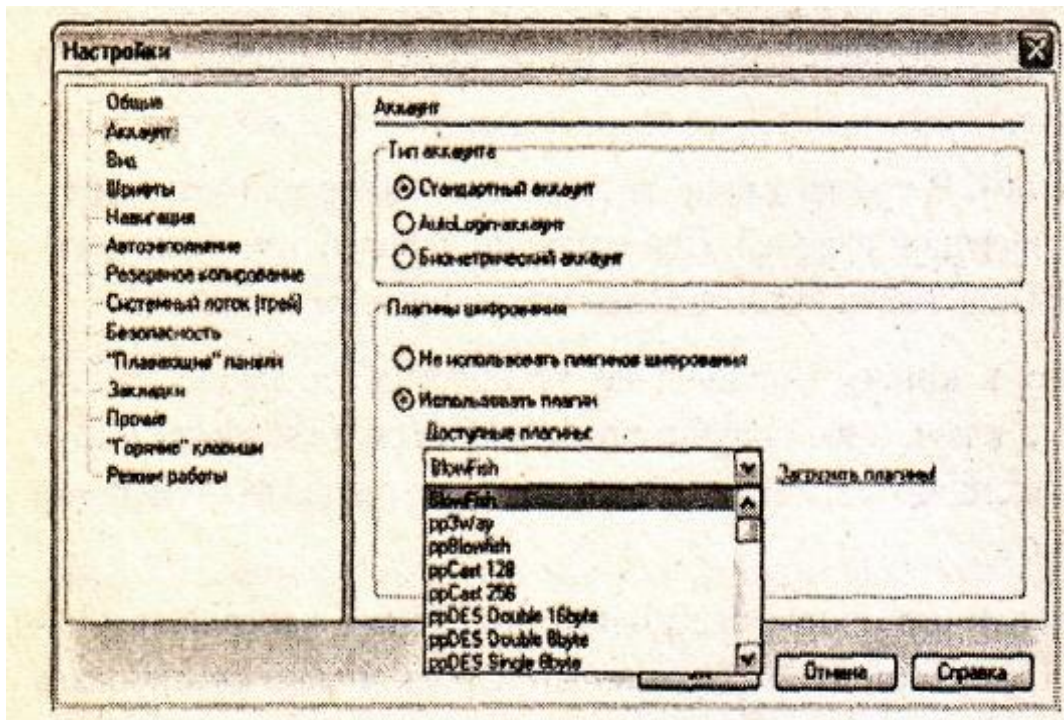 Настройки
Общие
Аккаунт
Вид
Шрифты
Навигация
Автозаполнение
Резервное копирование
Системный лоток (трей)
Безопасность
"Плавающие" панели
Закладки
Прочие
"Горячие" клавиши
Режим работы
Аккаунт
Тип аккаунта
Стандартный аккаунт
AutoLogin-аккаунт
Биометрический аккаунт
Плагины шифрования
Не использовать плагинов шифрования
Использовать плагин
Доступные плагины:
BlowFish
Загрузить плагины!
BlowFish
pp3way
ppBlowfish
ppCast 128
ppCast 256
ppDES Double 16byte
ppDES Double 8byte
ppDES Single 8byte
Отмена
Справка